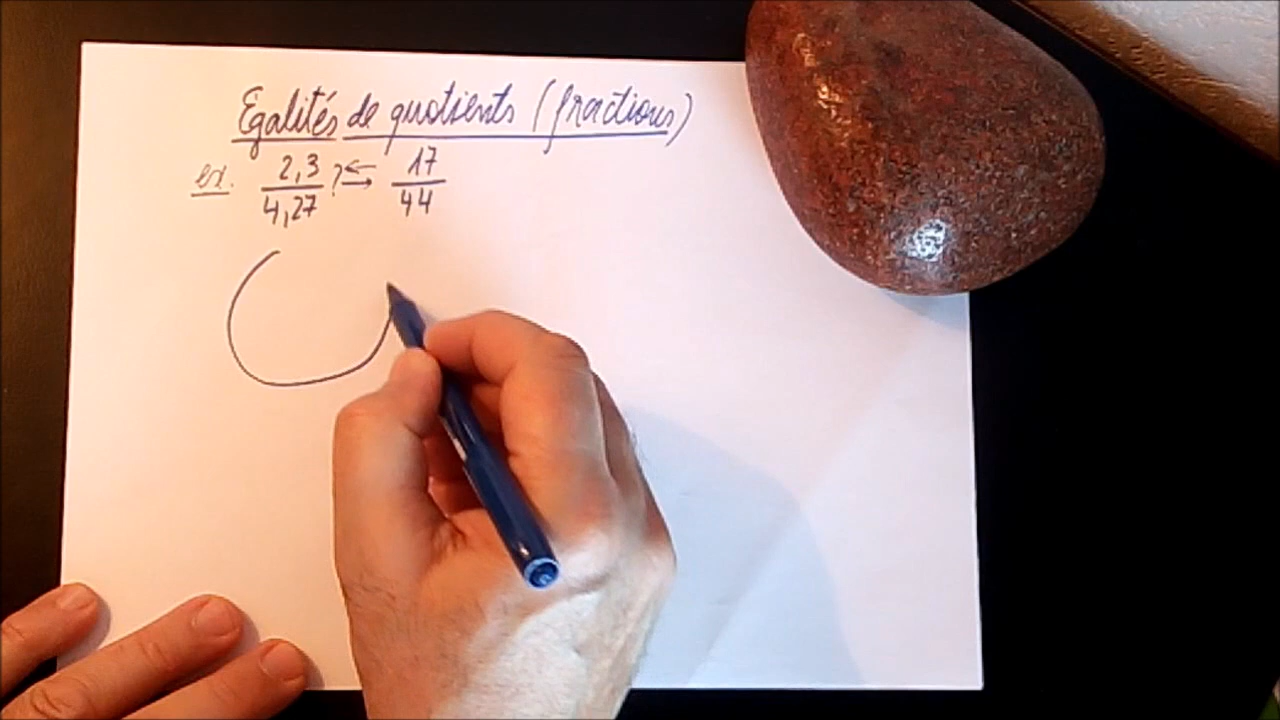 Egalités de quotients (fractions)
ex. 2,3/4,27 ?⇄ 17/44